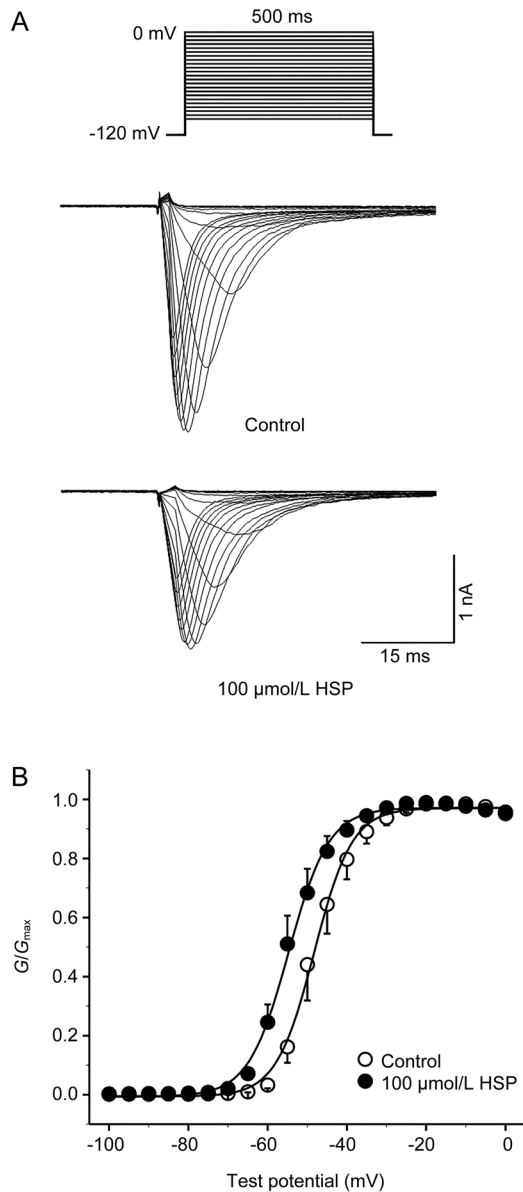 A
500 ms
0 mV
-120 mV
Control
1 nA
15 ms
100 μmol/L HSP
B
1.0
0.8
0.6
0.4
0.2
0.0
G/Gmax
Control
100 μmol/L HSP
-100 -80 -60 -40 -20 0
Test potential (mV)